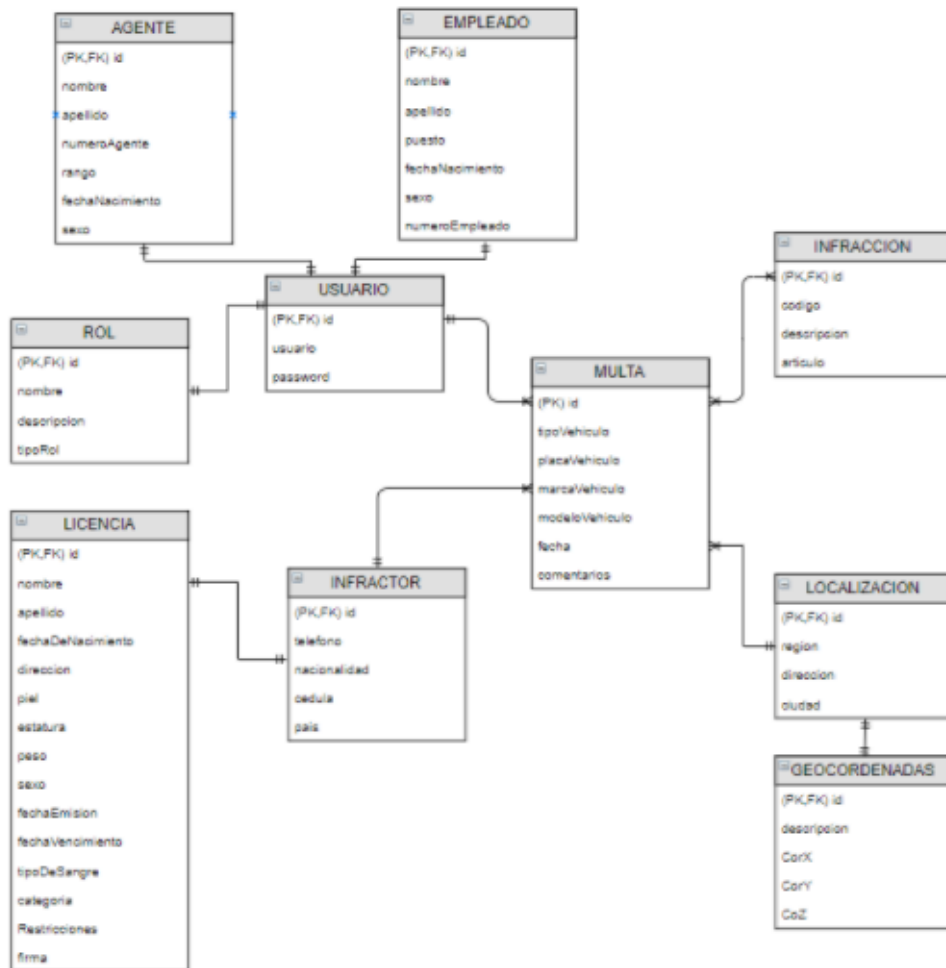 AGENTE
(PK,FK) id
nombre
apellido
numeroAgente
rango
fechaNacimiento
sexo
EMPLEADO
(PK,FK) id
nombre
apellido
puesto
fechaNacimiento
sexo
numeroEmpleado
USUARIO
(PK,FK) id
usuario
password
ROL
(PK,FK) id
nombre
descripcion
tipoRol
INFRACCION
(PK,FK) id
codigo
descripcion
articulo
MULTA
(PK) id
tipoVehiculo
placaVehiculo
marcaVehiculo
modeloVehiculo
fecha
comentarios
LICENCIA
(PK,FK) id
nombre
apellido
fechaDeNacimiento
direccion
piel
estatura
peso
sexo
fechaEmision
fechaVencimiento
tipoDeSangre
categoria
Restricciones
firma
INFRACTOR
(PK,FK) id
telefono
nacionalidad
cedula
pais
LOCALIZACION
(PK,FK) id
region
direccion
ciudad
GEOCORDENADAS
(PK,FK) id
descripcion
CorX
CorY
CoZ